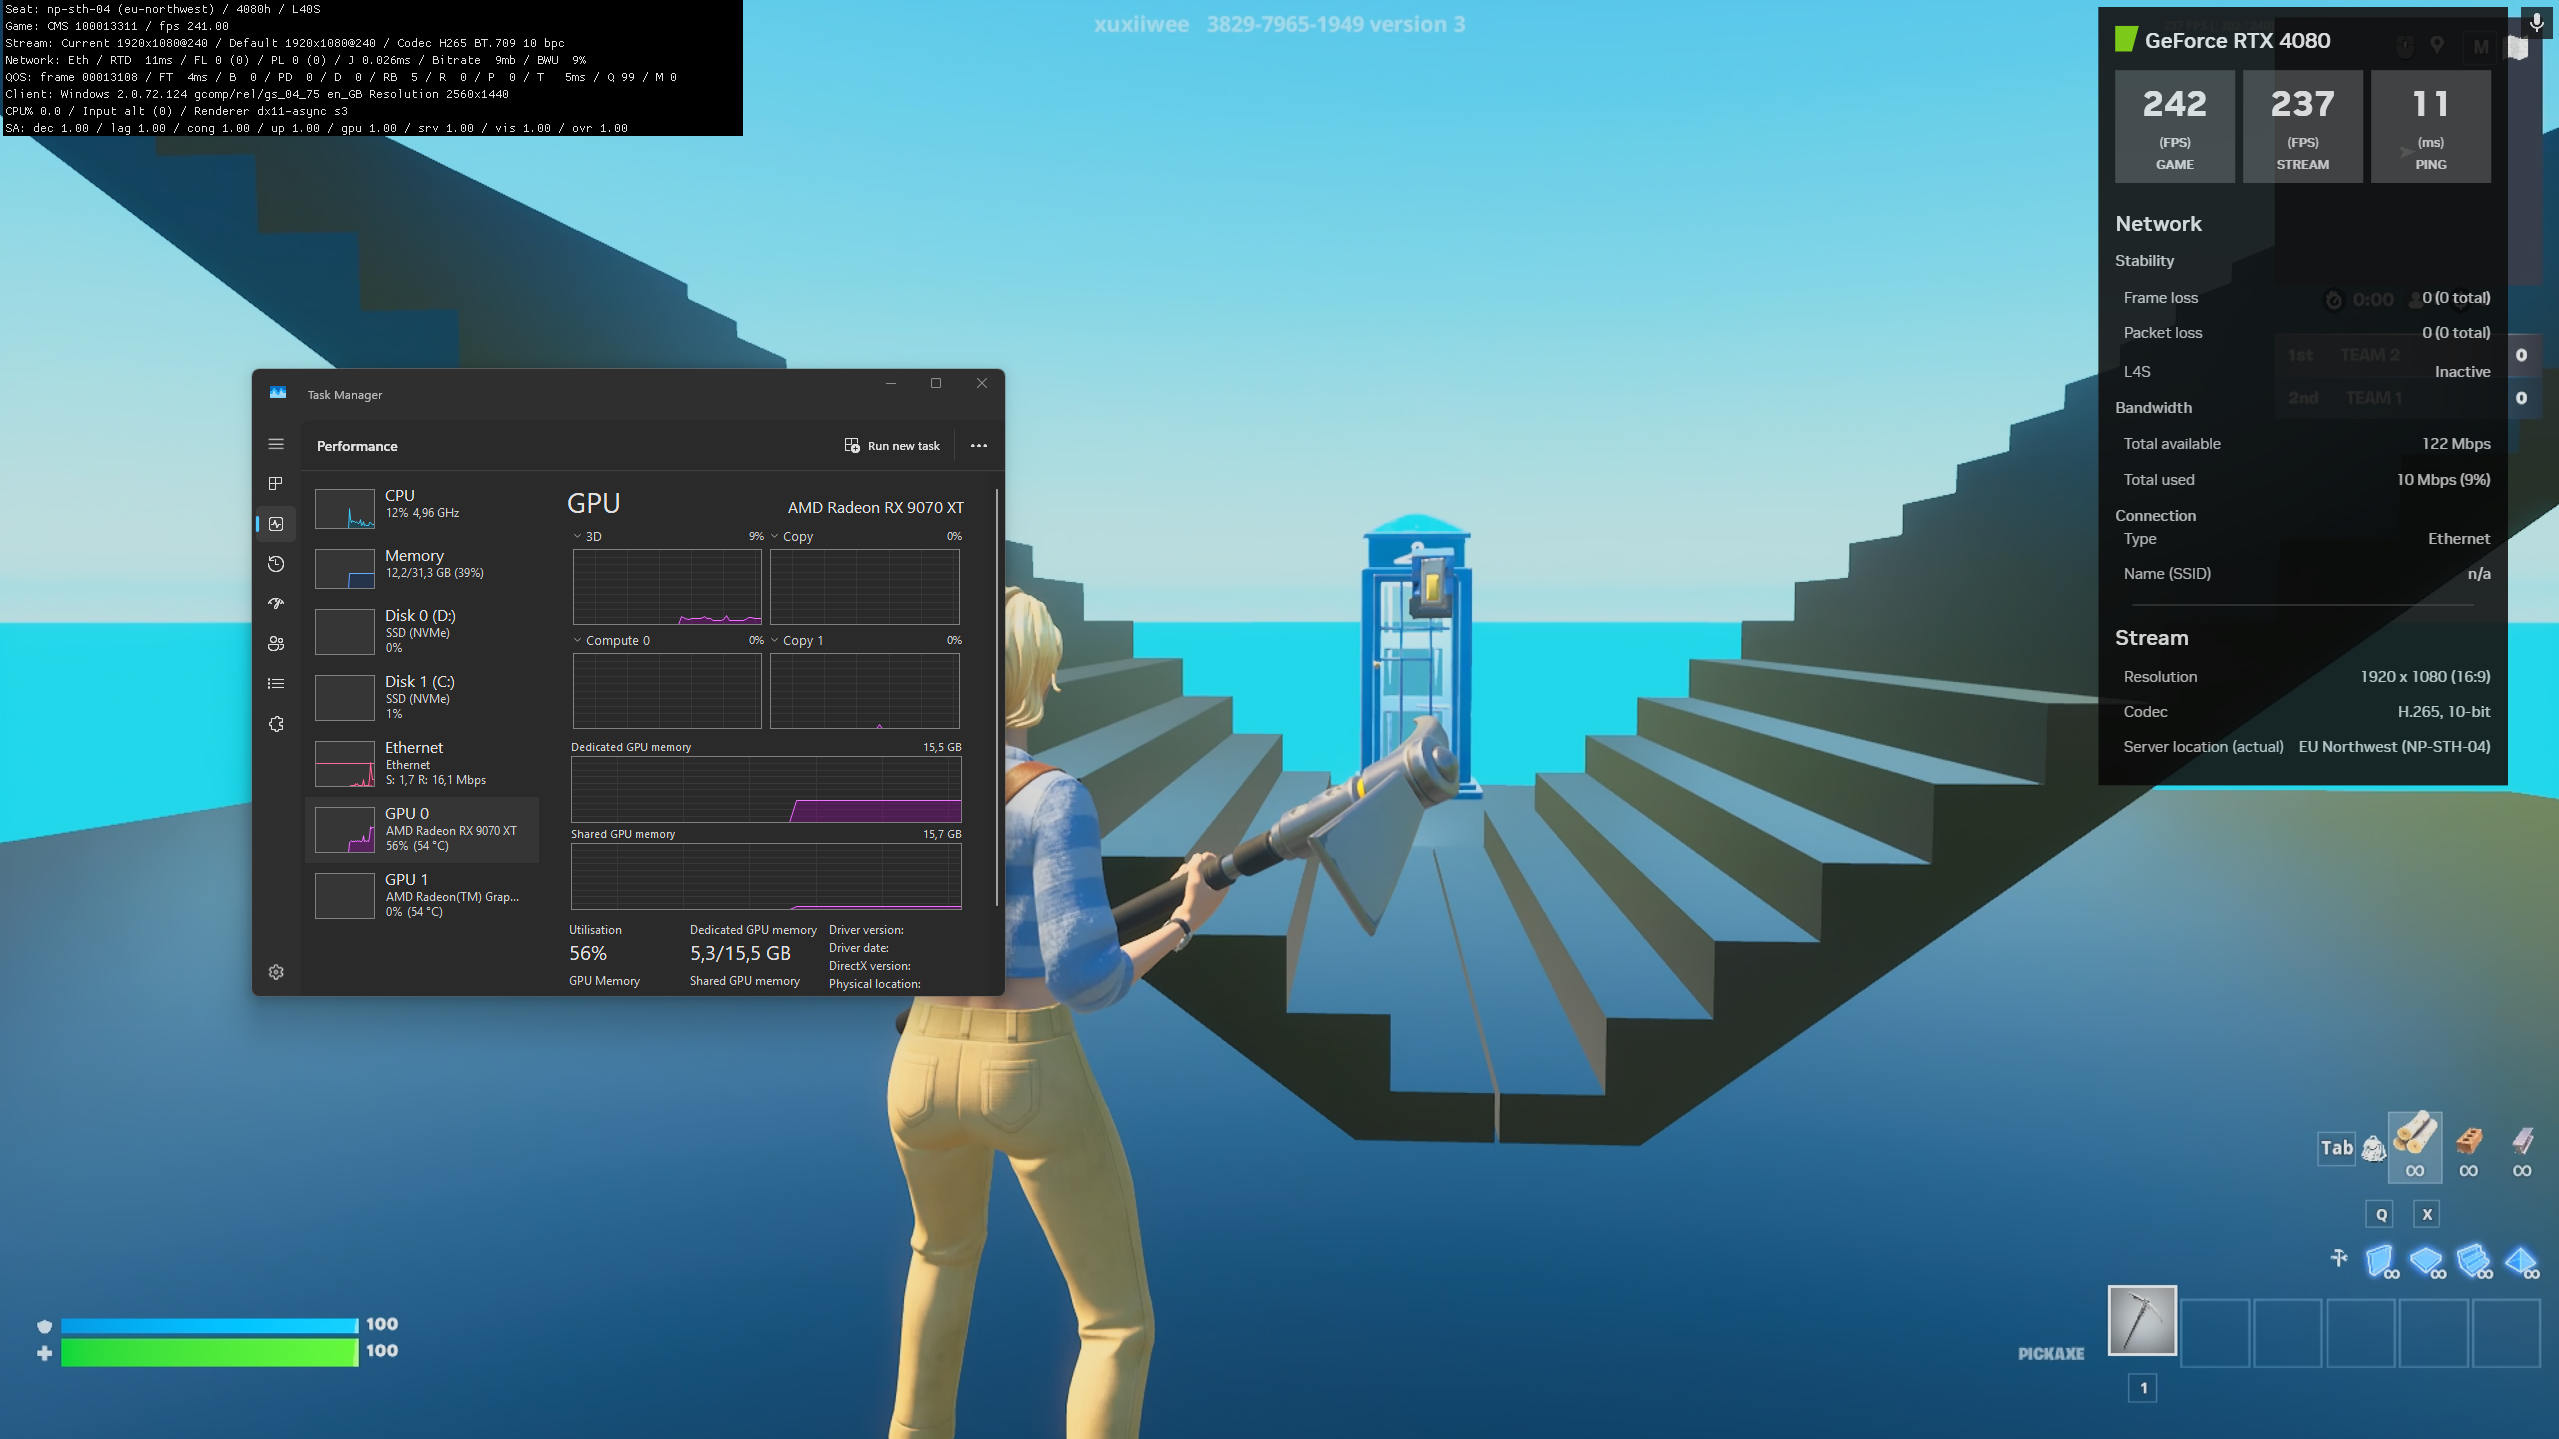 Seat: np-sth-04 (eu-northwest) / 4080h / L40S
Game: CMS 100013311 / fps 241.00
Stream: Current 1920x1080@240 / Default 1920x1080@240 / Codec H265 BT.709 10 bpc
Network: Eth / RTD 11ms / FL 0 (0) / PL 0 (0) / J 0.026ms / Bitrate 9mb / BWU 9%
QOS: frame 00013108 / FT 4ms / B 0 / PD 0 / D 0 / RB 5 / R 0 / P 0 / T 5ms / Q 99 / M 0
Client: Windows 2.0.72.124 gcomp/rel/gs_04_75 en_GB Resolution 2560x1440
CPU% 0.0 / Input alt (0) / Renderer dx11-async s3
SA: dec 1.00 / lag 1.00 / cong 1.00 / up 1.00 / gpu 1.00 / srv 1.00 / vis 1.00 / ovr 1.00
xuxiiwee 3829-7965-1949 version 3
GeForce RTX 4080
M
242 237 11
(FPS) (FPS) (ms)
GAME STREAM PING
Network
Stability
Frame loss 0 (0 total)
0:00
Packet loss 0 (0 total)
1st TEAM 2 0
L4S Inactive
2nd TEAM 1 0
Bandwidth
Total available 122 Mbps
Total used 10 Mbps (9%)
Connection
Type Ethernet
Name (SSID) n/a
Stream
Resolution 1920 x 1080 (16:9)
Codec H.265, 10-bit
Server location (actual) EU Northwest (NP-STH-04)
Task Manager
Performance Run new task
CPU
12% 4,96 GHz
Memory
12,2/31,3 GB (39%)
Disk 0 (D:)
SSD (NVMe)
0%
Disk 1 (C:)
SSD (NVMe)
1%
Ethernet
Ethernet
S: 1,7 R: 16,1 Mbps
GPU 0
AMD Radeon RX 9070 XT
56% (54 °C)
GPU 1
AMD Radeon(TM) Grap...
0% (54 °C)
GPU AMD Radeon RX 9070 XT
3D 9% Copy 0%
Compute 0 0% Copy 1 0%
Dedicated GPU memory 15,5 GB
Shared GPU memory 15,7 GB
Utilisation Dedicated GPU memory Driver version:
56% 5,3/15,5 GB Driver date:
DirectX version:
GPU Memory Shared GPU memory Physical location:
Tab
∞ ∞ ∞
Q X
∞ ∞ ∞ ∞
100
100
PICKAXE
1